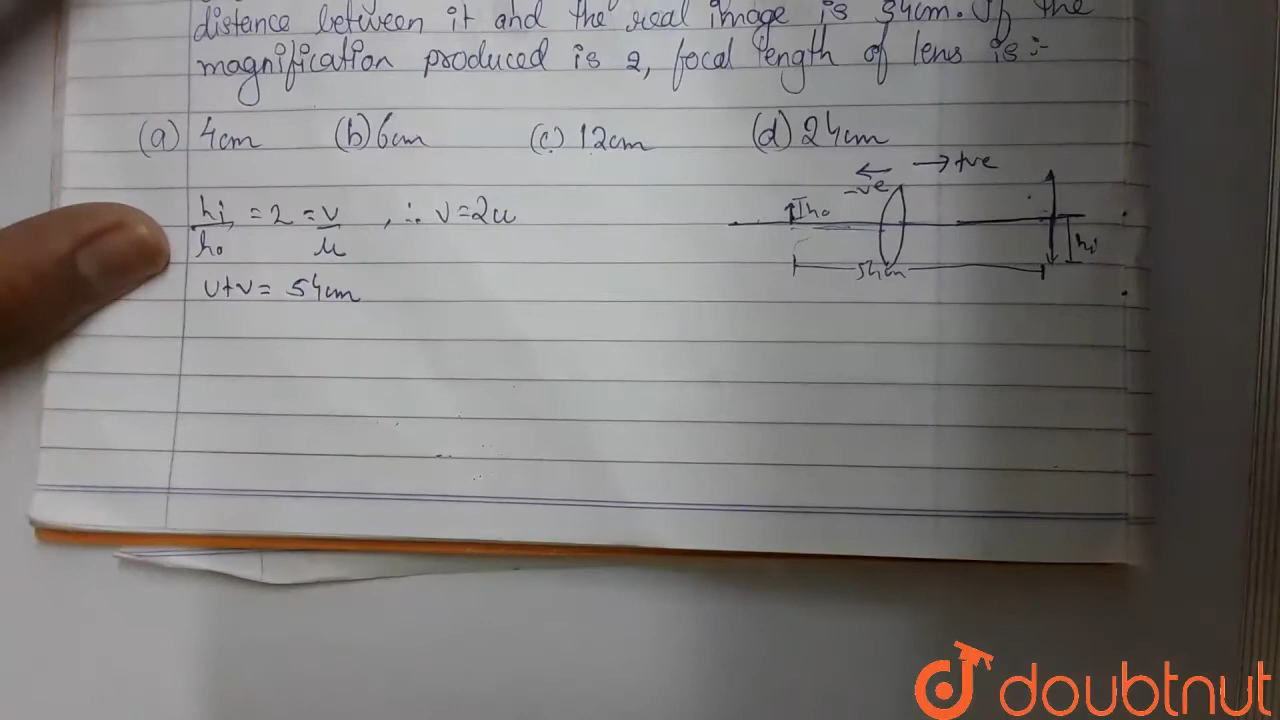 distance between it and the real image is 54cm. If the
magnification produced is 2, focal length of lens is :-
(a) 4cm (b) 6cm (c) 12cm (d) 24cm
← → +ve
-ve
hi/ho = 2 = v/u , ∴ v = 2u
ho
hi
54cm
u+v = 54cm
doubtnut